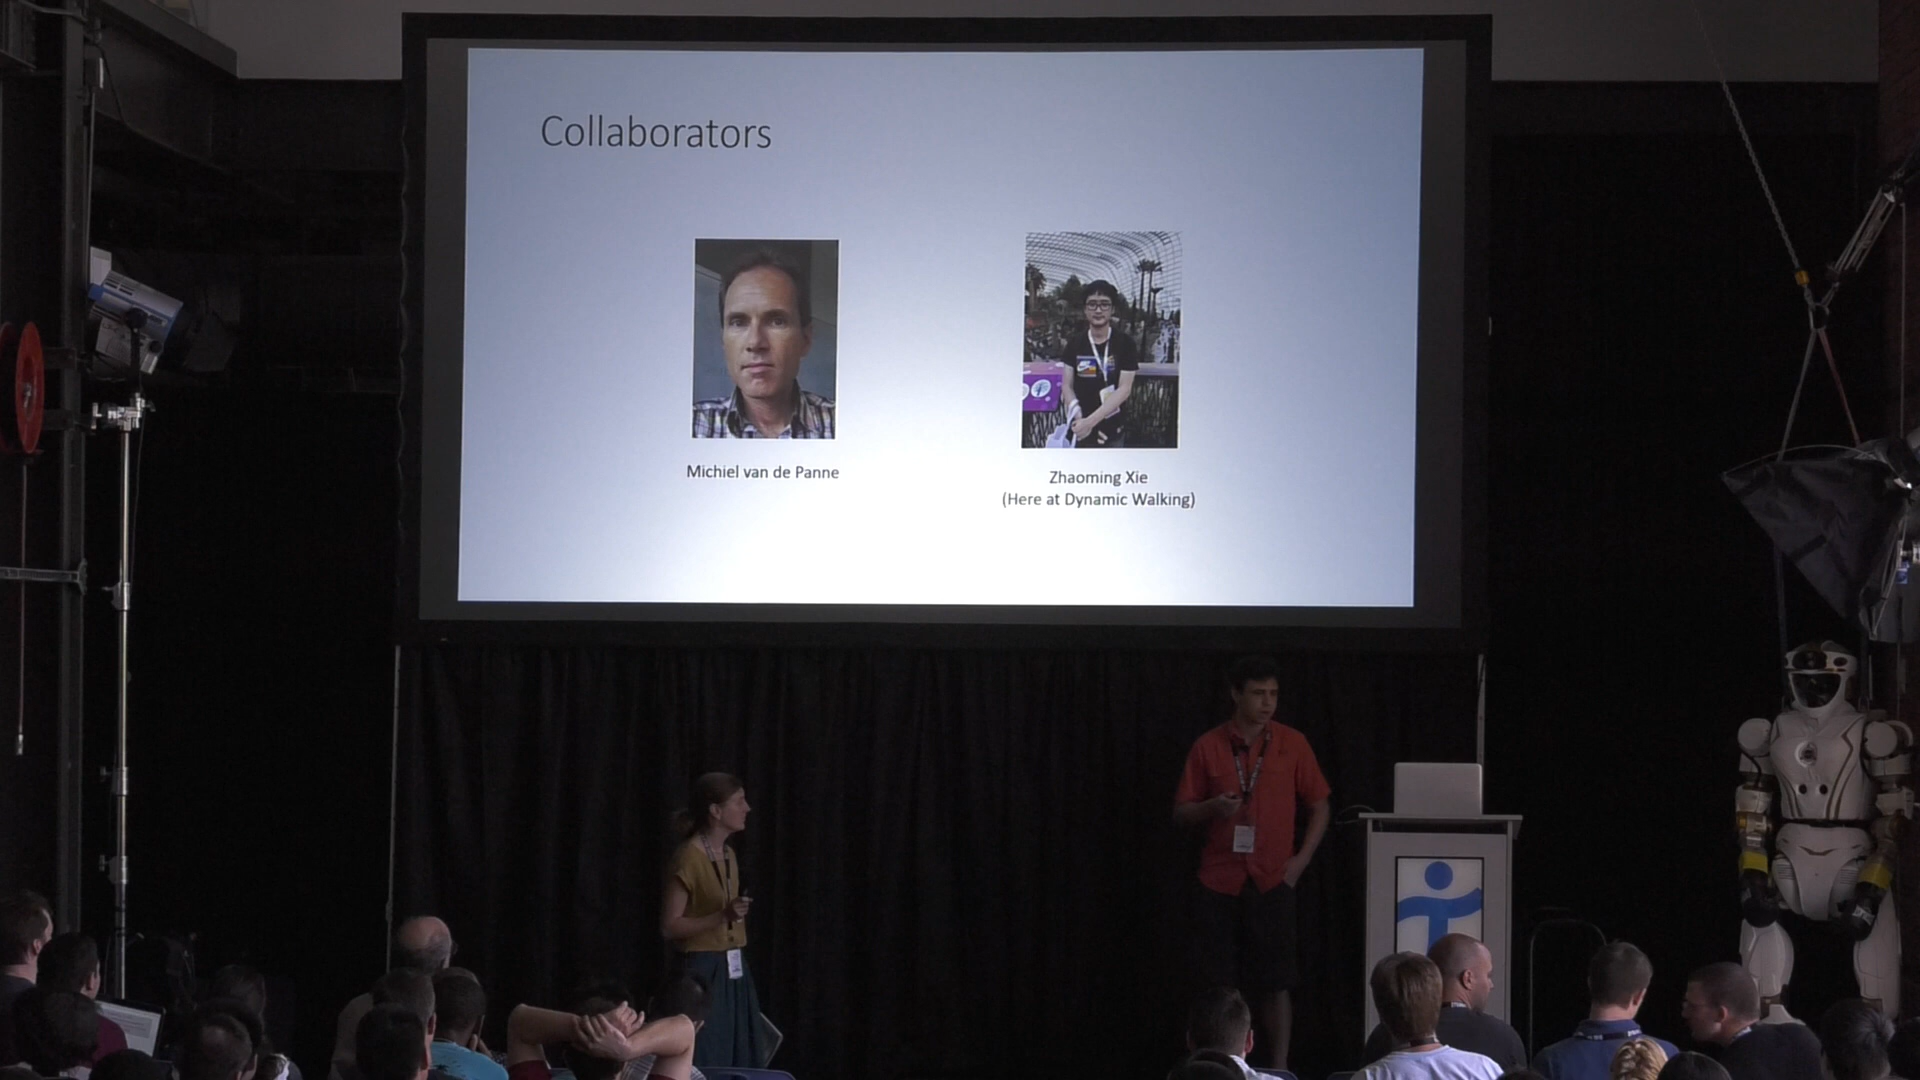 Collaborators
Michiel van de Panne
Zhaoming Xie
(Here at Dynamic Walking)